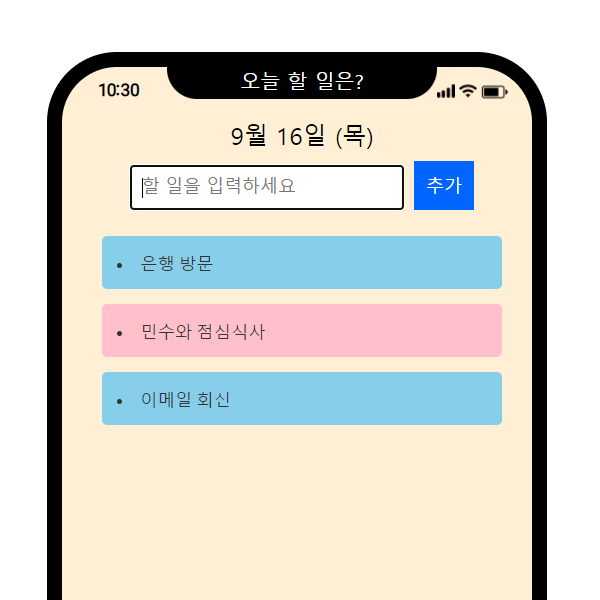 오늘 할 일은?
10:30
9월 16일 (목)
할 일을 입력하세요
추가
• 은행 방문
• 민수와 점심식사
• 이메일 회신